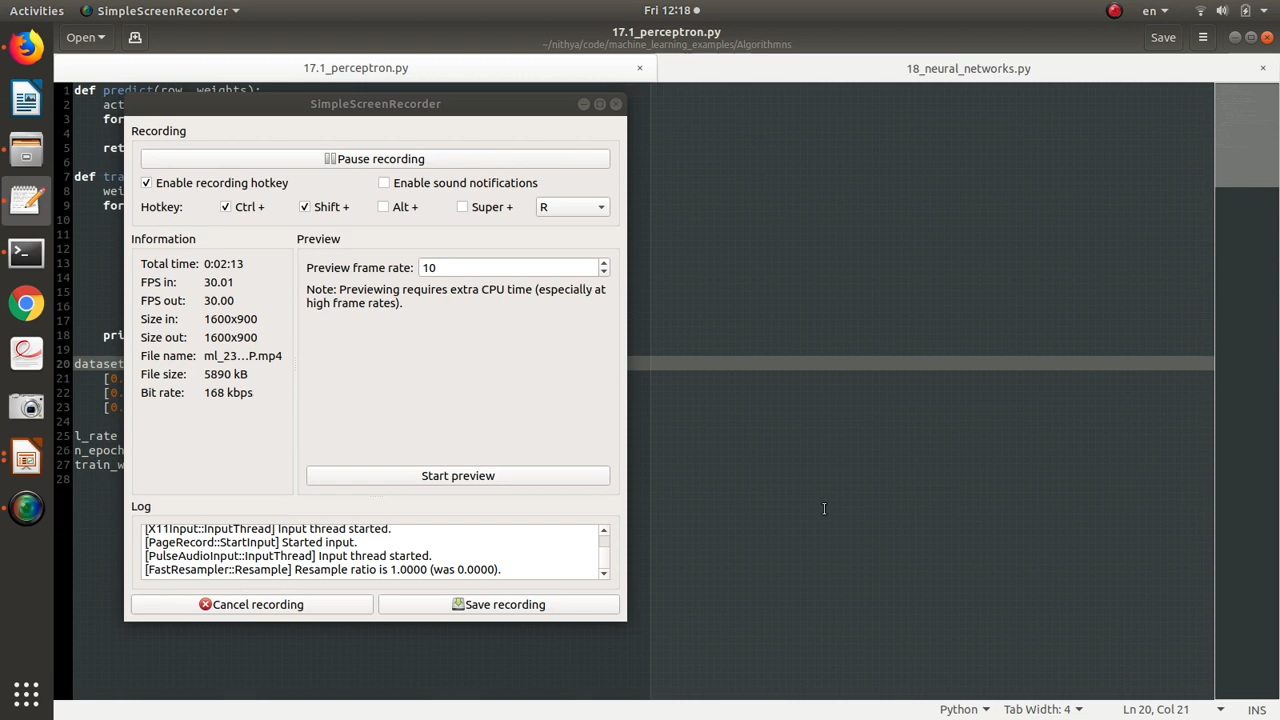 Activities SimpleScreenRecorder Fri 12:18 en
Open 17.1_perceptron.py Save
~/nithya/code/machine_learning_examples/Algorithmns
17.1_perceptron.py × 18_neural_networks.py ×
1 def predict(row, weights):
2 act
3 for
4
5 ret
6
7 def tra
8 wei
9 for
10
11
12
13
14
15
16
17
18 pri
19
20 dataset
21 [0.
22 [0.
23 [0.
24
25 l_rate
26 n_epoch
27 train_w
28
SimpleScreenRecorder
Recording
Pause recording
Enable recording hotkey Enable sound notifications
Hotkey: Ctrl + Shift + Alt + Super + R
Information
Total time: 0:02:13
FPS in: 30.01
FPS out: 30.00
Size in: 1600x900
Size out: 1600x900
File name: ml_23...P.mp4
File size: 5890 kB
Bit rate: 168 kbps
Preview
Preview frame rate: 10
Note: Previewing requires extra CPU time (especially at
high frame rates).
Start preview
Log
[X11Input::InputThread] Input thread started.
[PageRecord::StartInput] Started input.
[PulseAudioInput::InputThread] Input thread started.
[FastResampler::Resample] Resample ratio is 1.0000 (was 0.0000).
Cancel recording Save recording
Python Tab Width: 4 Ln 20, Col 21 INS